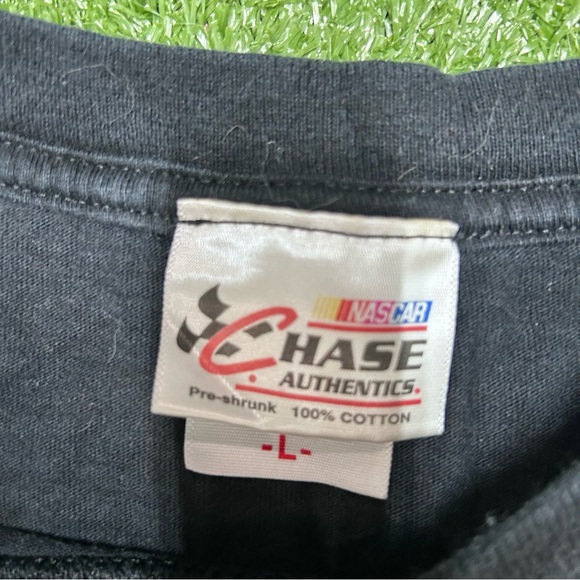 NASCAR
CHASE
AUTHENTICS.
Pre-shrunk 100% COTTON
-L-